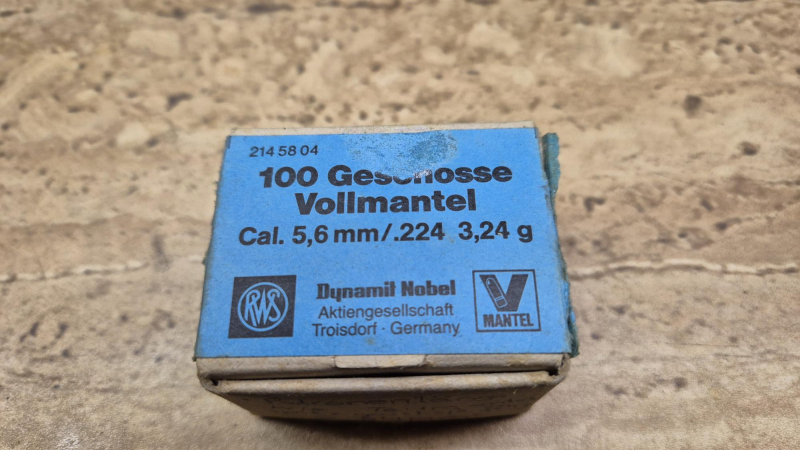 214 58 04
100 Geschosse
Vollmantel
Cal. 5,6 mm/.224 3,24 g
RWS
Dynamit Nobel
Aktiengesellschaft
Troisdorf · Germany
V
MANTEL